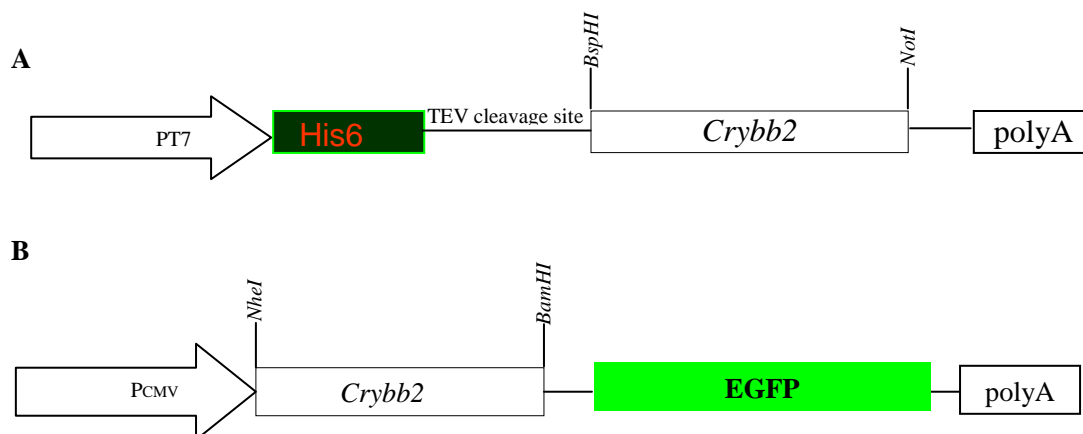 A
BspHI
NotI
PT7
His6
TEV cleavage site
Crybb2
polyA
B
NheI
BamHI
PCMV
Crybb2
EGFP
polyA